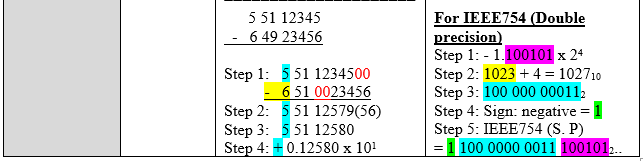 5 51 12345
- 6 49 23456
Step 1: 5 51 1234500
- 6 51 0023456
Step 2: 5 51 12579(56)
Step 3: 5 51 12580
Step 4: + 0.12580 x 10¹
For IEEE754 (Double
precision)
Step 1: - 1.100101 x 2⁴
Step 2: 1023 + 4 = 1027₁₀
Step 3: 100 000 00011₂
Step 4: Sign: negative = 1
Step 5: IEEE754 (S. P)
= 1 100 0000 0011 100101₂..